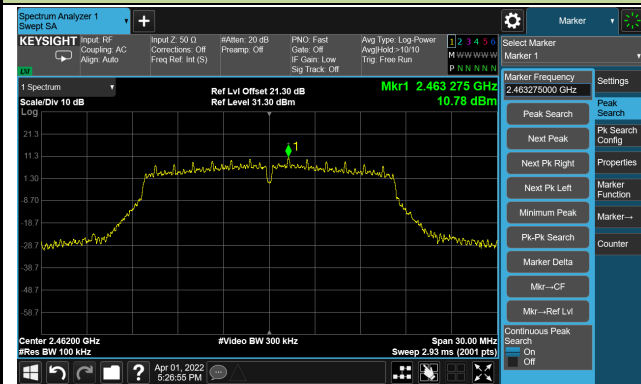 Spectrum Analyzer 1
Swept SA
Marker
KEYSIGHT
Input: RF
Coupling: AC
Align: Auto
Input Z: 50 Ω
Corrections: Off
Freq Ref: Int (S)
#Atten: 20 dB
Preamp: Off
PNO: Fast
Gate: Off
IF Gain: Low
Sig Track: Off
Avg Type: Log-Power
Avg|Hold:>10/10
Trig: Free Run
1 2 3 4 5 6
M W W W W W
P N N N N N
LXI
Select Marker
Marker 1
1 Spectrum
Scale/Div 10 dB
Log
Ref Lvl Offset 21.30 dB
Ref Level 31.30 dBm
Mkr1 2.463 275 GHz
10.78 dBm
1
21.3
11.3
1.30
-8.70
-18.7
-28.7
-38.7
-48.7
-58.7
Center 2.46200 GHz
#Res BW 100 kHz
#Video BW 300 kHz
Span 30.00 MHz
Sweep 2.93 ms (2001 pts)
Marker Frequency
2.463275000 GHz
Peak Search
Next Peak
Next Pk Right
Next Pk Left
Minimum Peak
Pk-Pk Search
Marker Delta
Mkr→CF
Mkr→Ref Lvl
Continuous Peak
Search
On
Off
Settings
Peak
Search
Pk Search
Config
Properties
Marker
Function
Marker→
Counter
?
Apr 01, 2022
5:26:55 PM